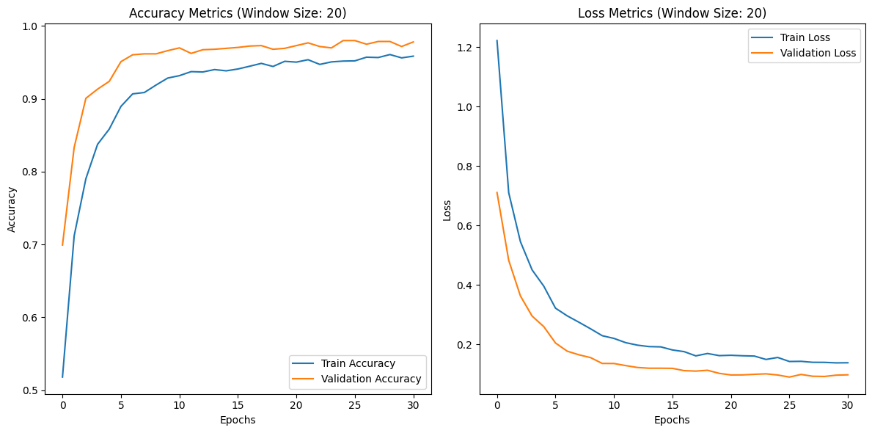 Accuracy Metrics (Window Size: 20)
Accuracy
1.0
0.9
0.8
0.7
0.6
0.5
0 5 10 15 20 25 30
Epochs
Train Accuracy
Validation Accuracy
Loss Metrics (Window Size: 20)
Loss
1.2
1.0
0.8
0.6
0.4
0.2
0 5 10 15 20 25 30
Epochs
Train Loss
Validation Loss